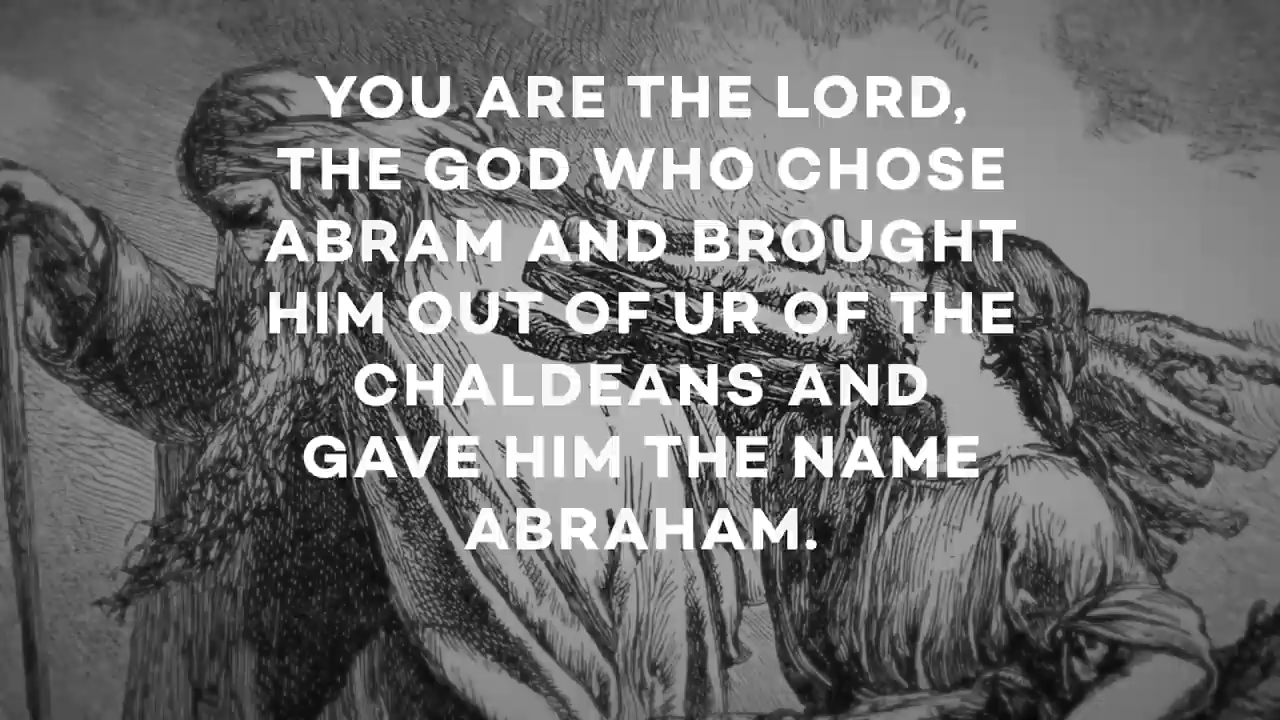 YOU ARE THE LORD,
THE GOD WHO CHOSE
ABRAM AND BROUGHT
HIM OUT OF UR OF THE
CHALDEANS AND
GAVE HIM THE NAME
ABRAHAM.